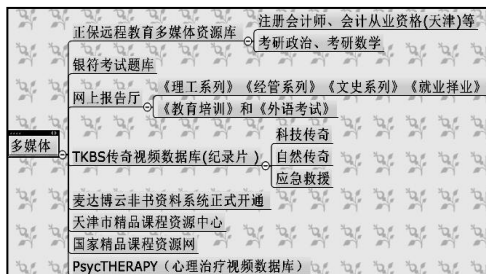 正保远程教育多媒体资源库
注册会计师、会计从业资格(天津)等
考研政治、考研数学
银符考试题库
网上报告厅
《理工系列》《经管系列》《文史系列》《就业择业》
《教育培训》和《外语考试》
多媒体
TKBS传奇视频数据库(纪录片)
科技传奇
自然传奇
应急救援
麦达博云非书资料系统正式开通
天津市精品课程资源中心
国家精品课程资源网
PsycTHERAPY（心理治疗视频数据库）